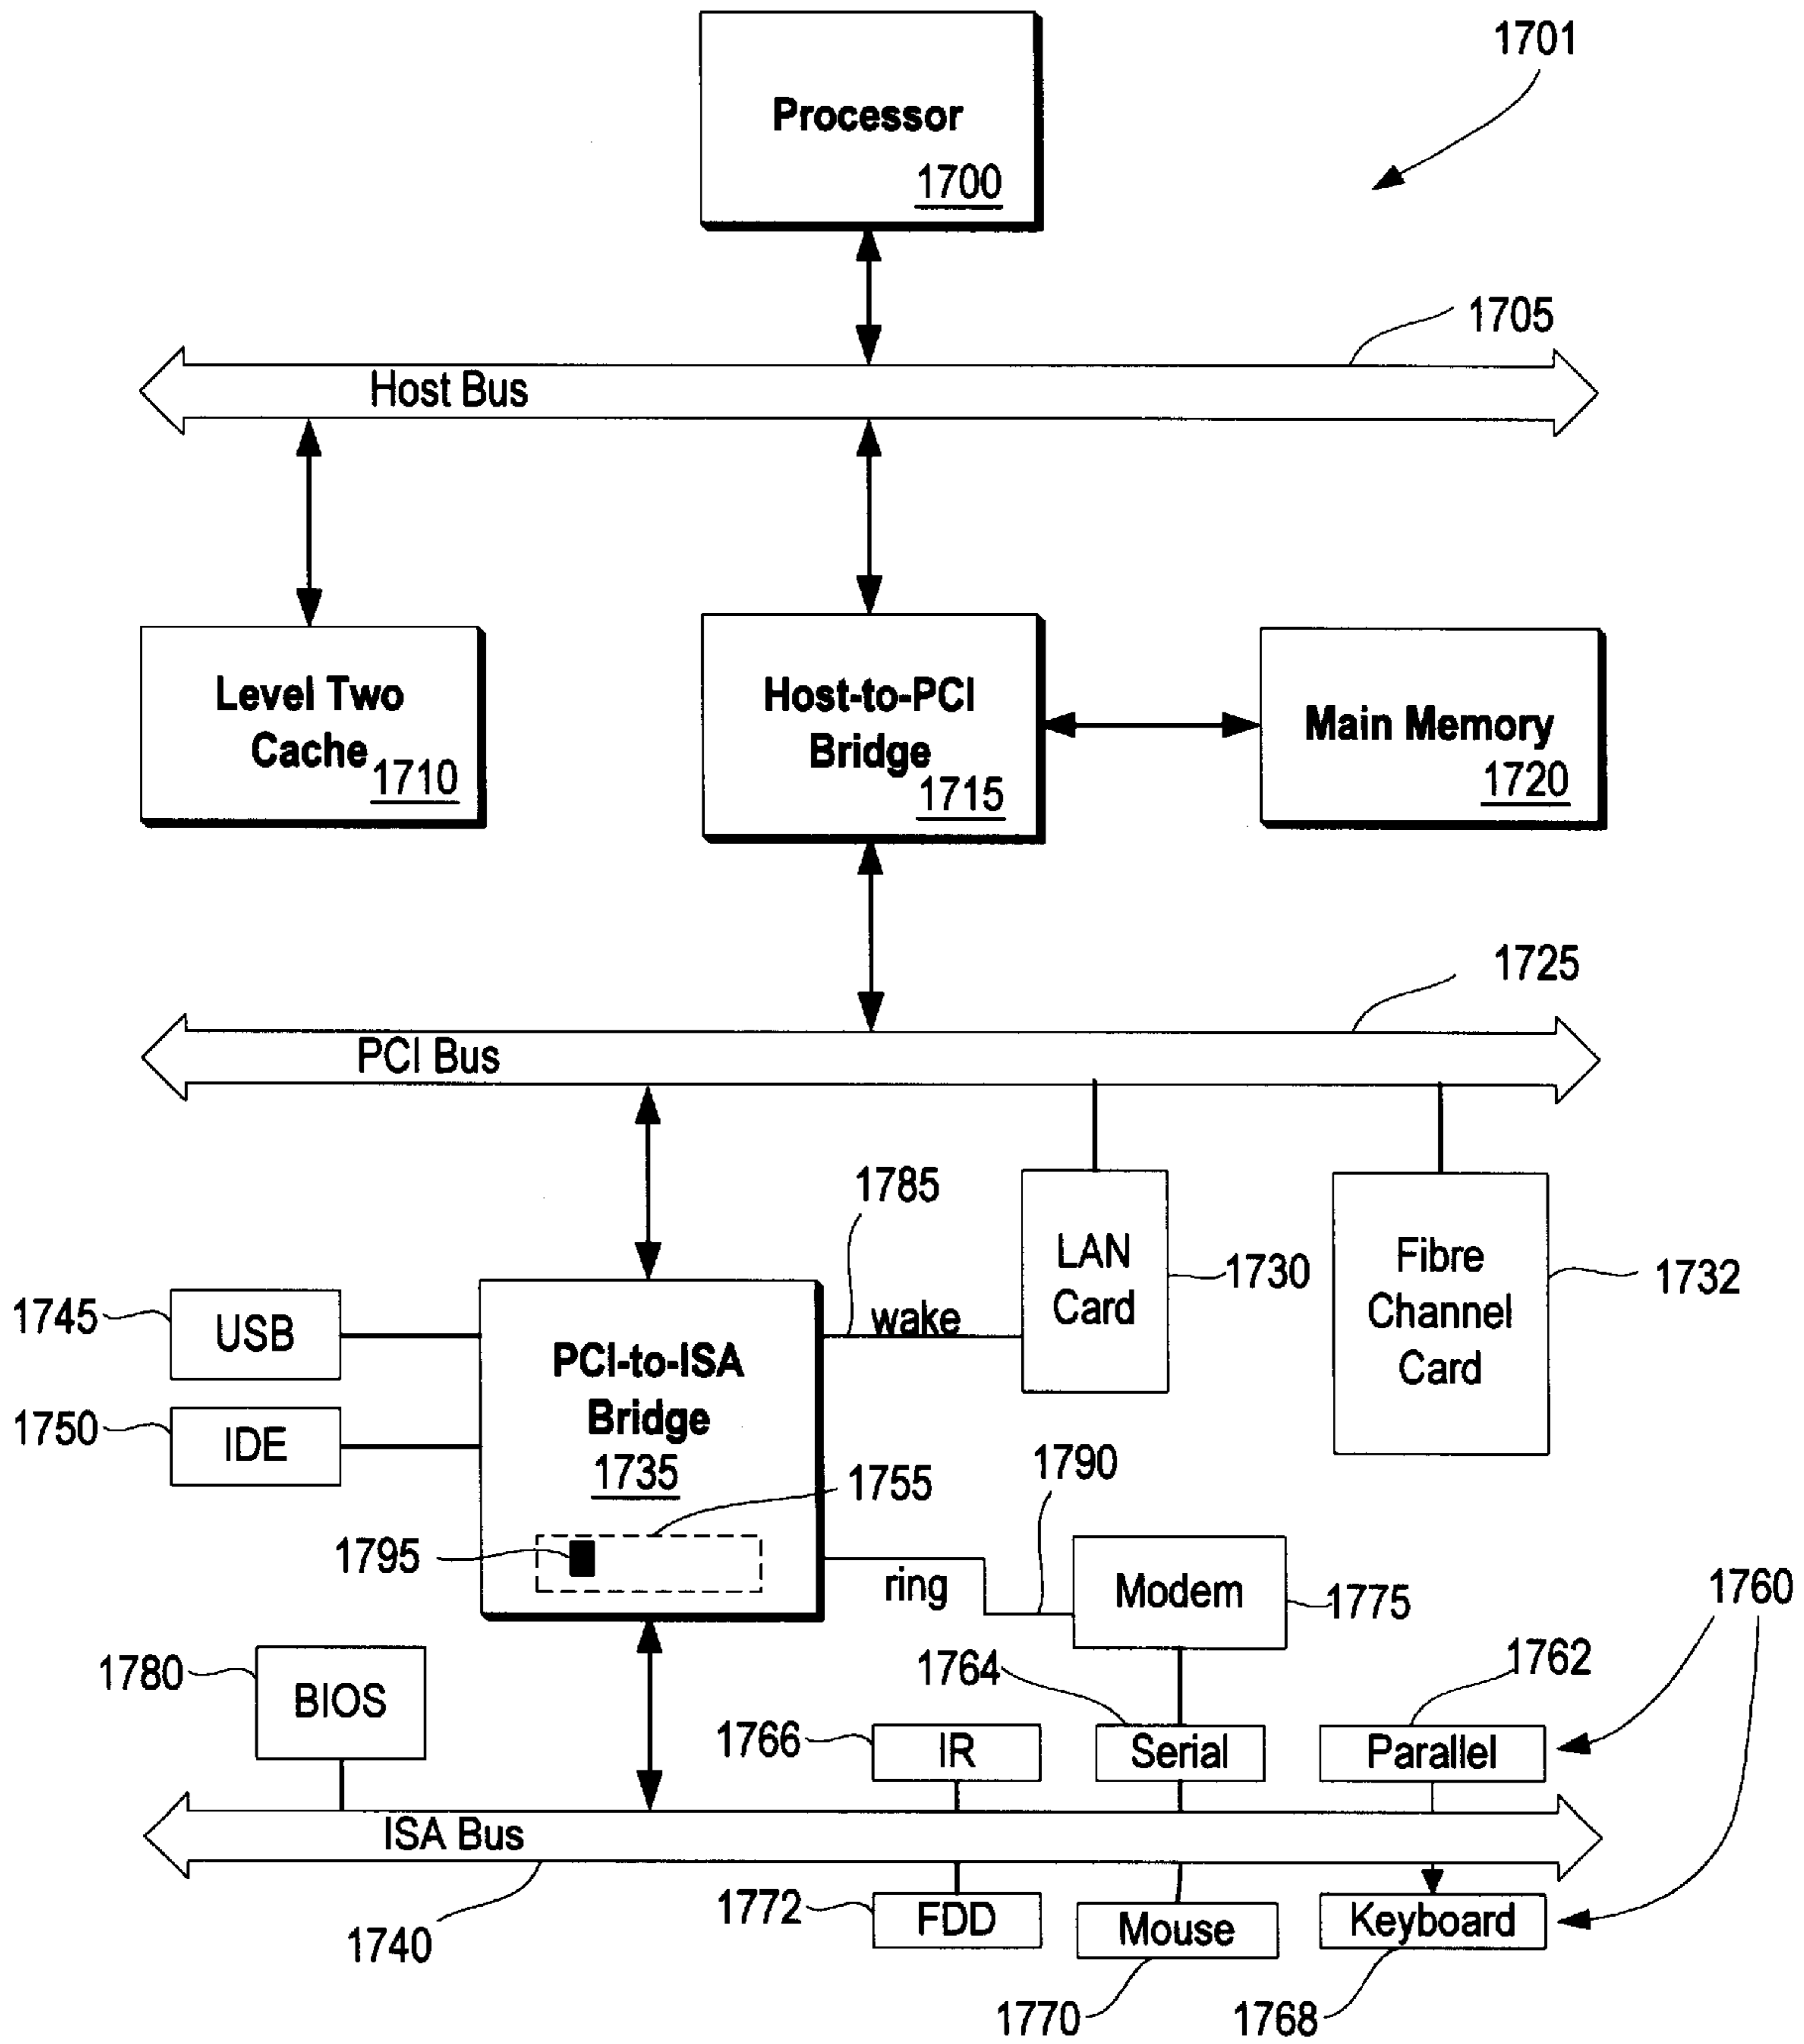 1701
Processor
1700
1705
Host Bus
Level Two
Cache
1710
Host-to-PCI
Bridge
1715
Main Memory
1720
1725
PCI Bus
1785
LAN
Card
1730
Fibre
Channel
Card
1732
1745
USB
wake
PCI-to-ISA
Bridge
1735
1750
IDE
1755
1790
1795
ring
Modem
1775
1760
1780
BIOS
1764
1762
1766
IR
Serial
Parallel
ISA Bus
1740
1772
FDD
Mouse
Keyboard
1770
1768